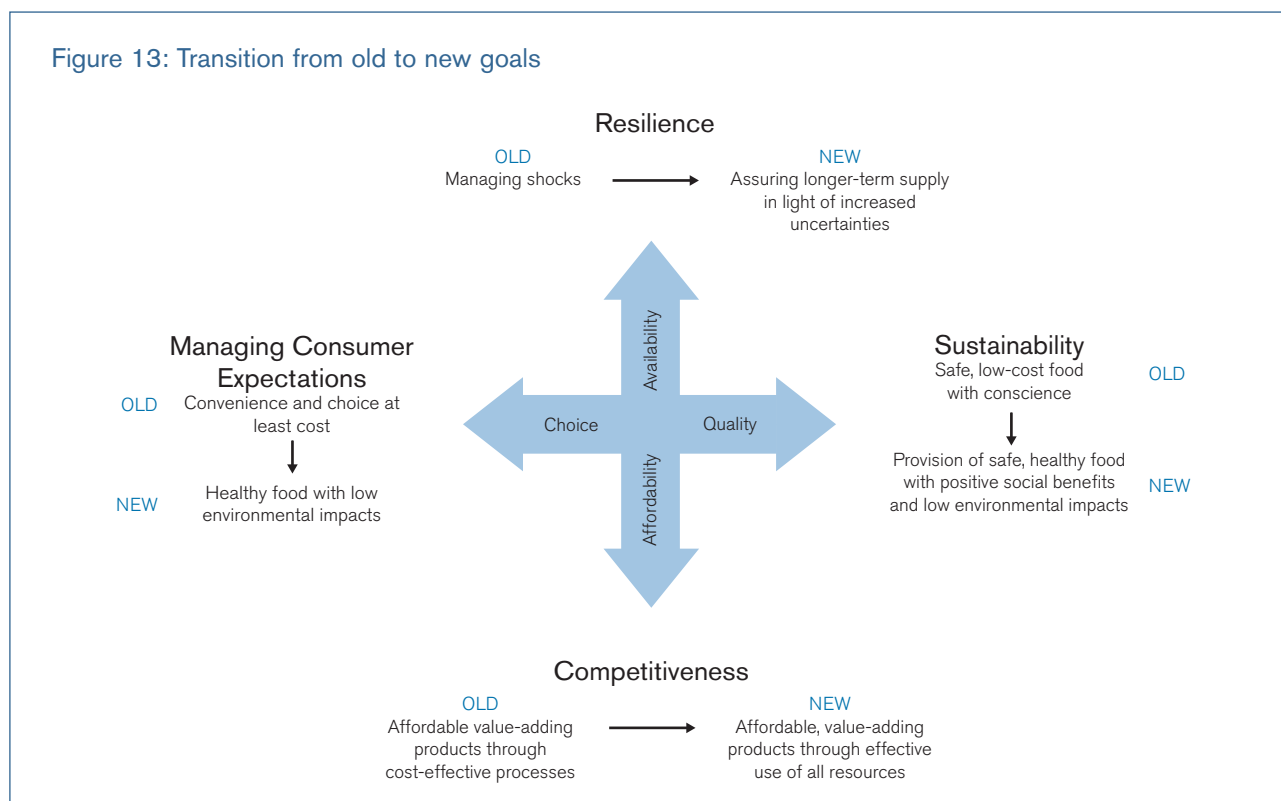 Figure 13: Transition from old to new goals
Resilience
OLD
Managing shocks
NEW
Assuring longer-term supply
in light of increased
uncertainties
Managing Consumer
Expectations
OLD
Convenience and choice at
least cost
NEW
Healthy food with low
environmental impacts
Availability
Choice
Quality
Affordability
Sustainability
Safe, low-cost food
with conscience
OLD
Provision of safe, healthy food
with positive social benefits
and low environmental impacts
NEW
Competitiveness
OLD
Affordable value-adding
products through
cost-effective processes
NEW
Affordable, value-adding
products through effective
use of all resources